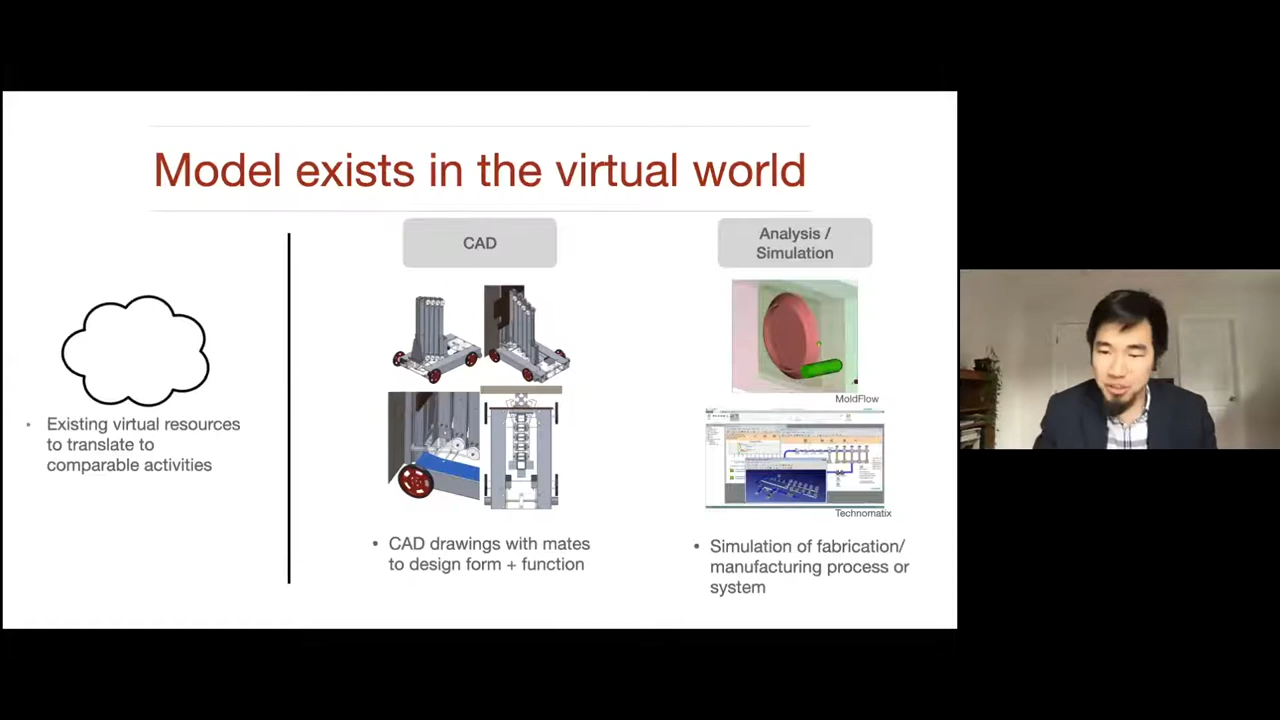 Model exists in the virtual world
• Existing virtual resources
to translate to
comparable activities
CAD
• CAD drawings with mates
to design form + function
Analysis /
Simulation
MoldFlow
Technomatix
• Simulation of fabrication/
manufacturing process or
system